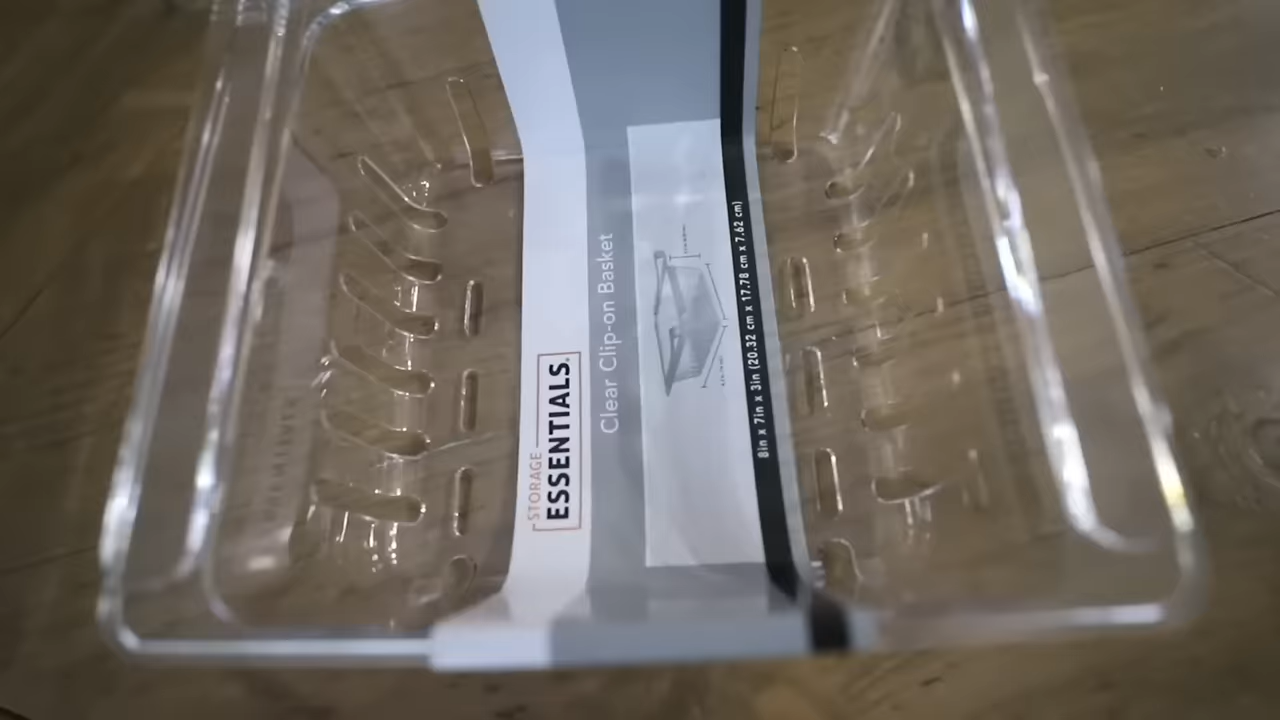 STORAGE
ESSENTIALS.
Clear Clip-on Basket
8in x 7in x 3in (20.32 cm x 17.78 cm x 7.62 cm)